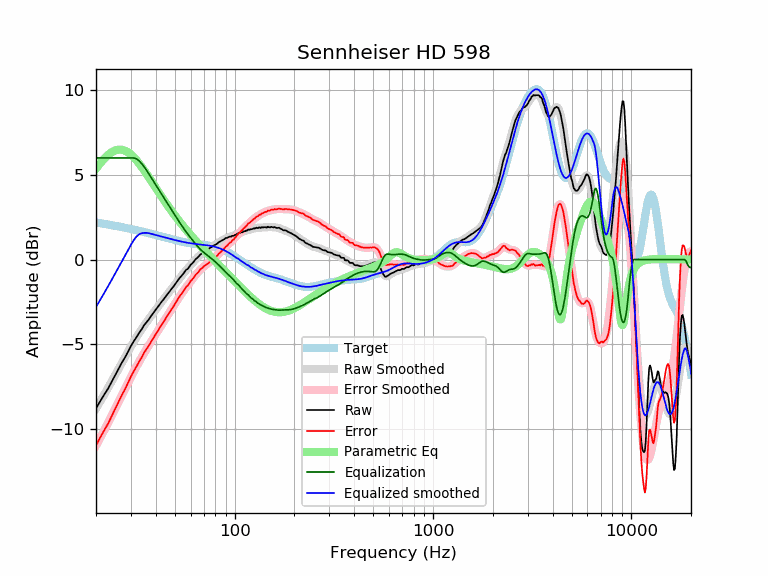 Sennheiser HD 598
10
5
0
−5
−10
Amplitude (dBr)
Target
Raw Smoothed
Error Smoothed
Raw
Error
Parametric Eq
Equalization
Equalized smoothed
100
1000
10000
Frequency (Hz)